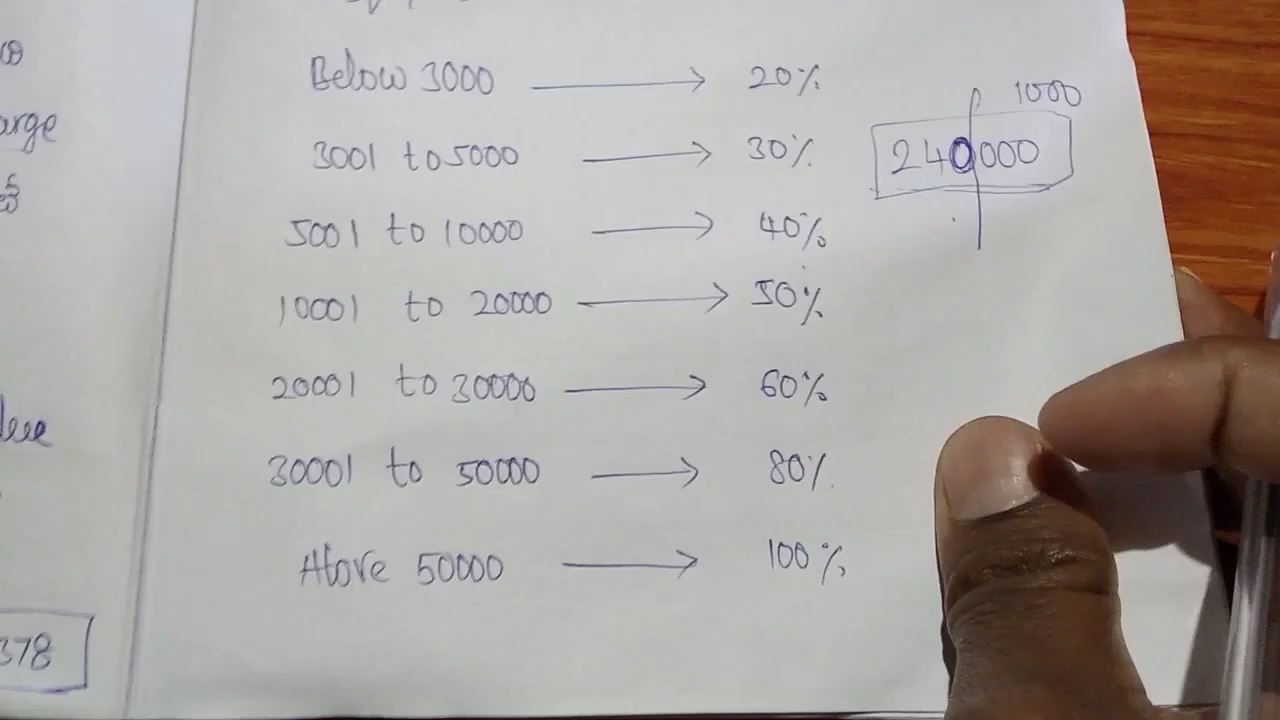 Below 3000 → 20%
3001 to 5000 → 30%
5001 to 10000 → 40%
10001 to 20000 → 50%
20001 to 30000 → 60%
30001 to 50000 → 80%
Above 50000 → 100%
1000
240000
arge
378